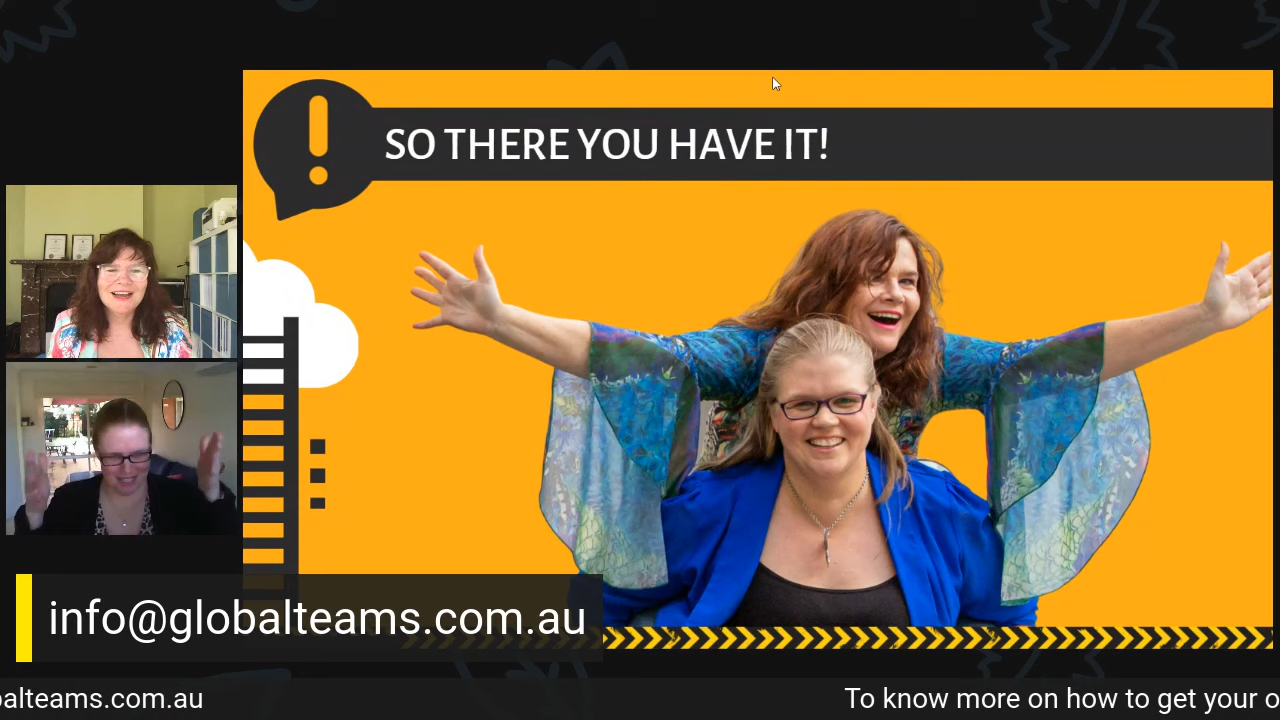 SO THERE YOU HAVE IT!
info@globalteams.com.au
balteams.com.au
To know more on how to get your o